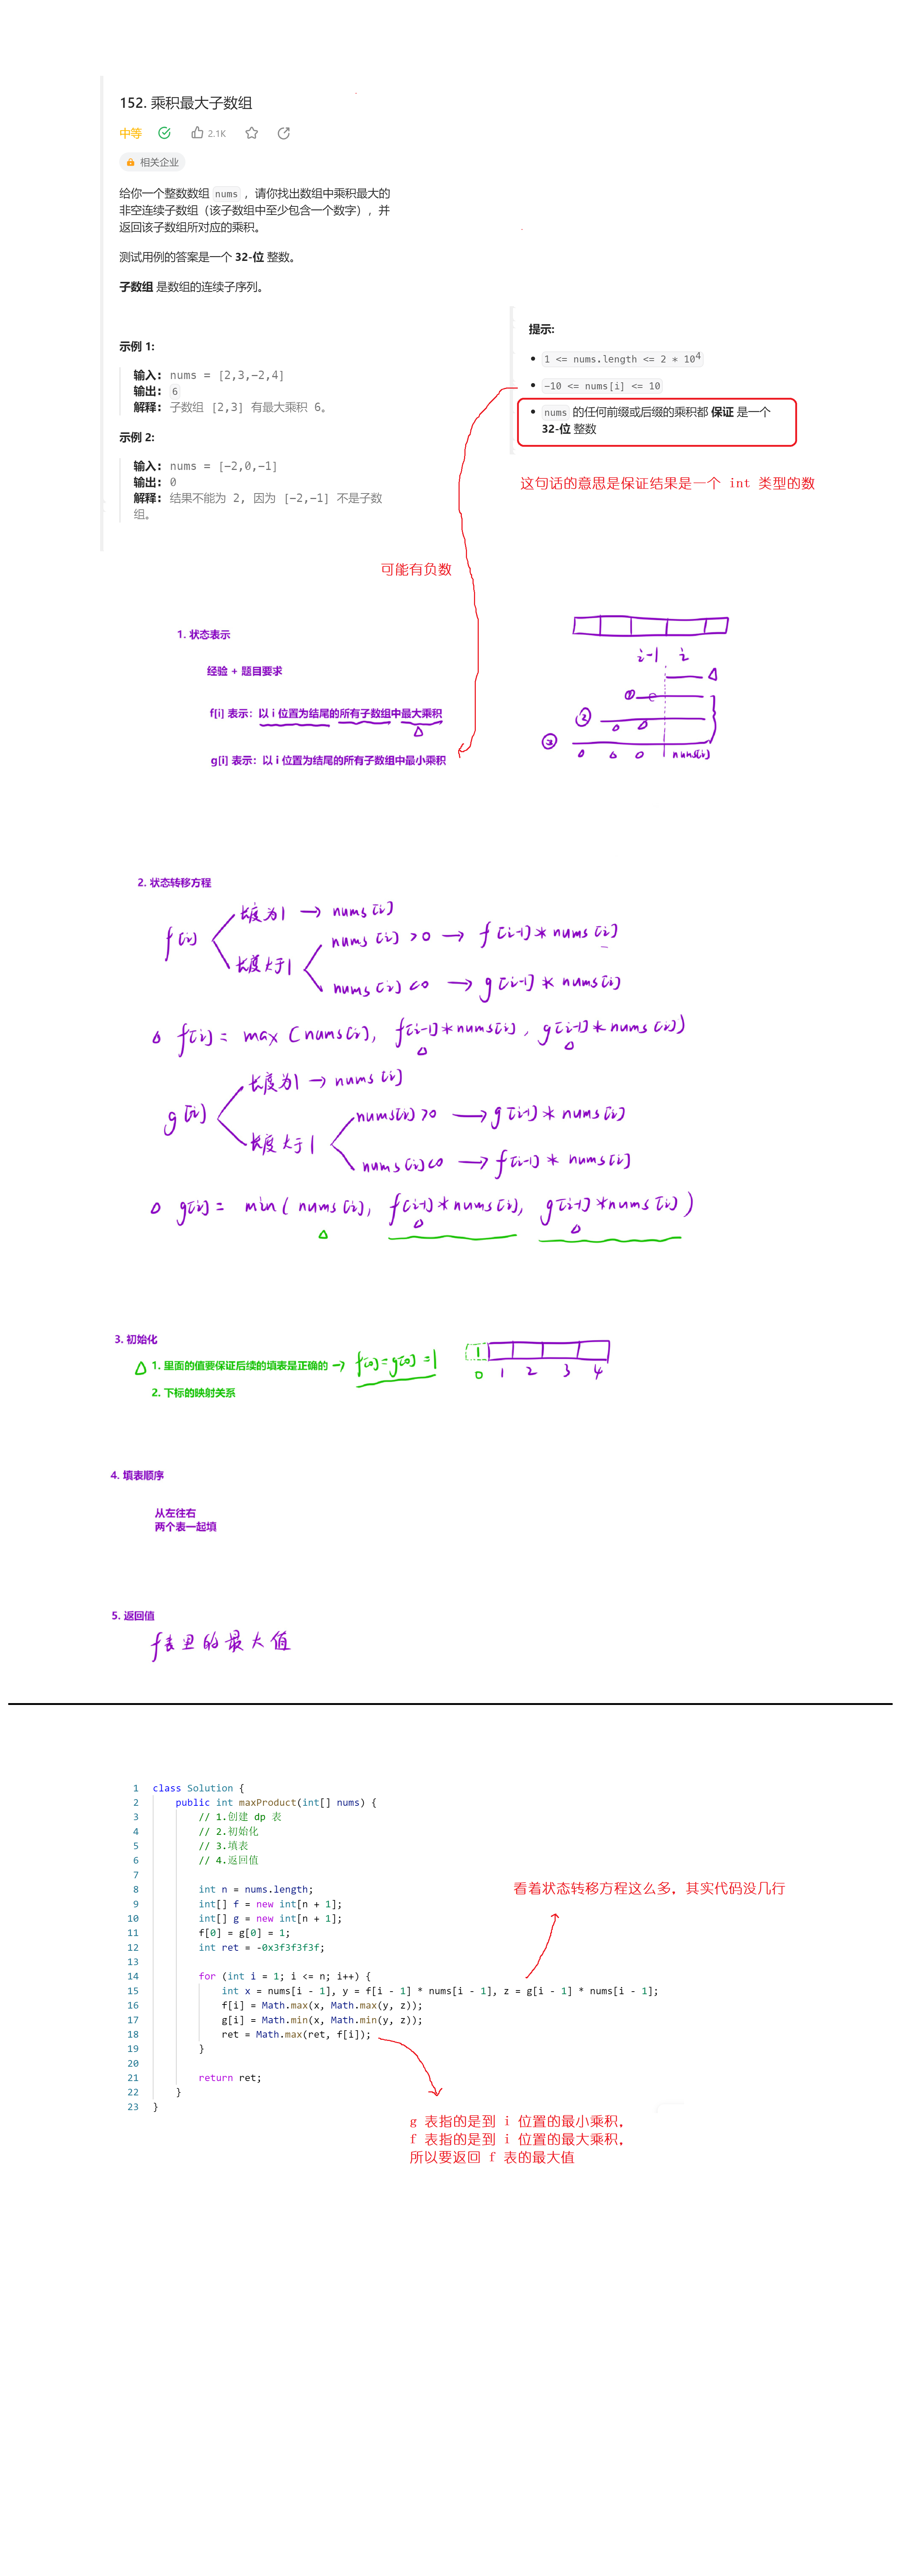 152. 乘积最大子数组
中等 2.1K
相关企业
给你一个整数数组 nums ，请你找出数组中乘积最大的
非空连续子数组（该子数组中至少包含一个数字），并
返回该子数组所对应的乘积。
测试用例的答案是一个 32-位 整数。
子数组 是数组的连续子序列。
示例 1:
输入: nums = [2,3,-2,4]
输出: 6
解释: 子数组 [2,3] 有最大乘积 6。
示例 2:
输入: nums = [-2,0,-1]
输出: 0
解释: 结果不能为 2, 因为 [-2,-1] 不是子数
组。
提示:
1 <= nums.length <= 2 * 10^4
-10 <= nums[i] <= 10
nums 的任何前缀或后缀的乘积都 保证 是一个
32-位 整数
这句话的意思是保证结果是一个 int 类型的数
可能有负数
1. 状态表示
经验 + 题目要求
f[i] 表示：以 i 位置为结尾的所有子数组中最大乘积
g[i] 表示：以 i 位置为结尾的所有子数组中最小乘积
i-1 i
①
②
③
nums[i]
2. 状态转移方程
f[i]
长度为1 → nums[i]
长度大于1
nums[i] > 0 → f[i-1] * nums[i]
nums[i] < 0 → g[i-1] * nums[i]
f[i] = max(nums[i], f[i-1]*nums[i], g[i-1]*nums[i])
g[i]
长度为1 → nums[i]
长度大于1
nums[i] > 0 → g[i-1] * nums[i]
nums[i] < 0 → f[i-1] * nums[i]
g[i] = min(nums[i], f[i-1]*nums[i], g[i-1]*nums[i])
3. 初始化
1. 里面的值要保证后续的填表是正确的 → f[0]=g[0]=1
2. 下标的映射关系
1
0 1 2 3 4
4. 填表顺序
从左往右
两个表一起填
5. 返回值
f表里的最大值
1 class Solution {
2 public int maxProduct(int[] nums) {
3 // 1.创建 dp 表
4 // 2.初始化
5 // 3.填表
6 // 4.返回值
7
8 int n = nums.length;
9 int[] f = new int[n + 1];
10 int[] g = new int[n + 1];
11 f[0] = g[0] = 1;
12 int ret = -0x3f3f3f3f;
13
14 for (int i = 1; i <= n; i++) {
15 int x = nums[i - 1], y = f[i - 1] * nums[i - 1], z = g[i - 1] * nums[i - 1];
16 f[i] = Math.max(x, Math.max(y, z));
17 g[i] = Math.min(x, Math.min(y, z));
18 ret = Math.max(ret, f[i]);
19 }
20
21 return ret;
22 }
23 }
看着状态转移方程这么多，其实代码没几行
g 表指的是到 i 位置的最小乘积，
f 表指的是到 i 位置的最大乘积，
所以要返回 f 表的最大值